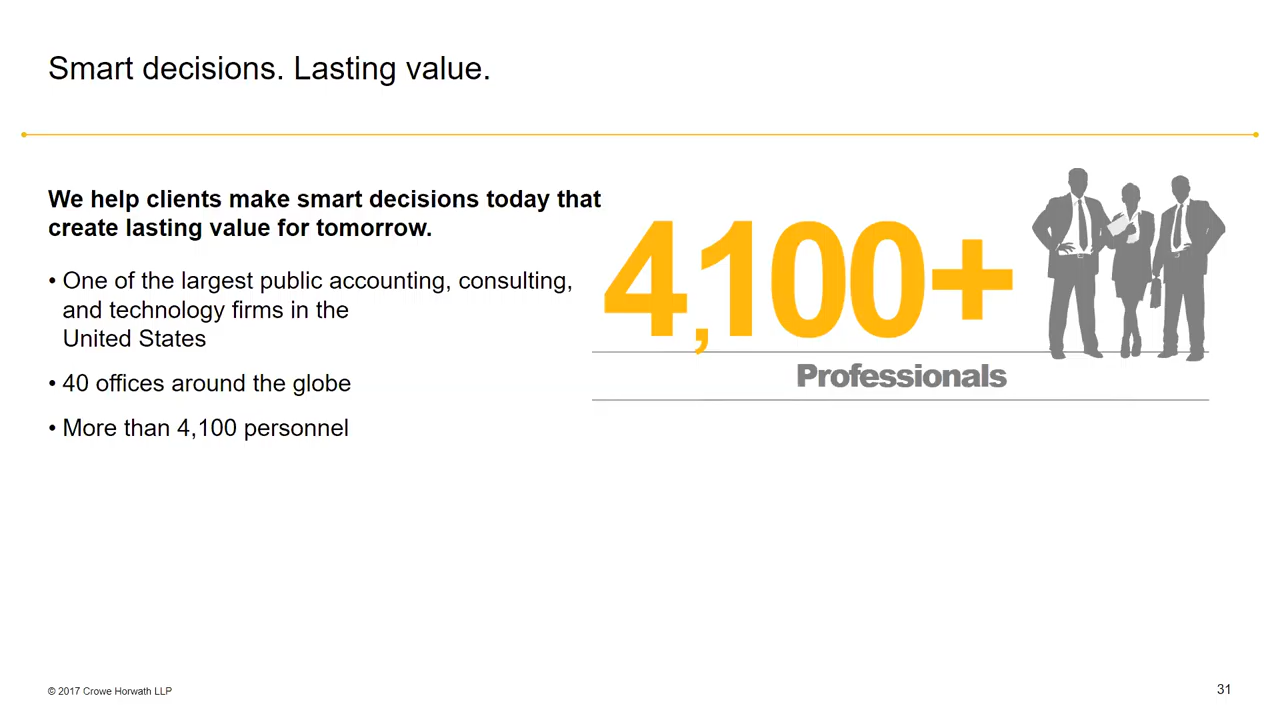 Smart decisions. Lasting value.
We help clients make smart decisions today that
create lasting value for tomorrow.
• One of the largest public accounting, consulting,
and technology firms in the
United States
• 40 offices around the globe
• More than 4,100 personnel
4,100+
Professionals
© 2017 Crowe Horwath LLP
31